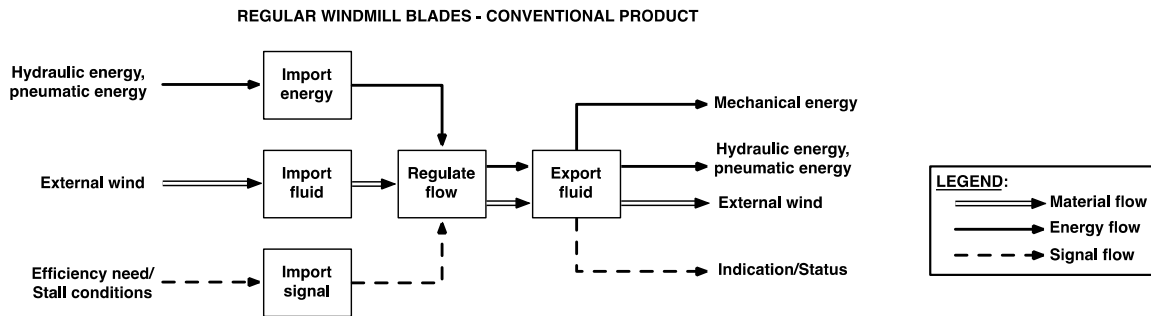 REGULAR WINDMILL BLADES - CONVENTIONAL PRODUCT
Hydraulic energy,
pneumatic energy
Import
energy
Mechanical energy
External wind
Import
fluid
Regulate
flow
Export
fluid
Hydraulic energy,
pneumatic energy
External wind
Efficiency need/
Stall conditions
Import
signal
Indication/Status
LEGEND:
Material flow
Energy flow
Signal flow